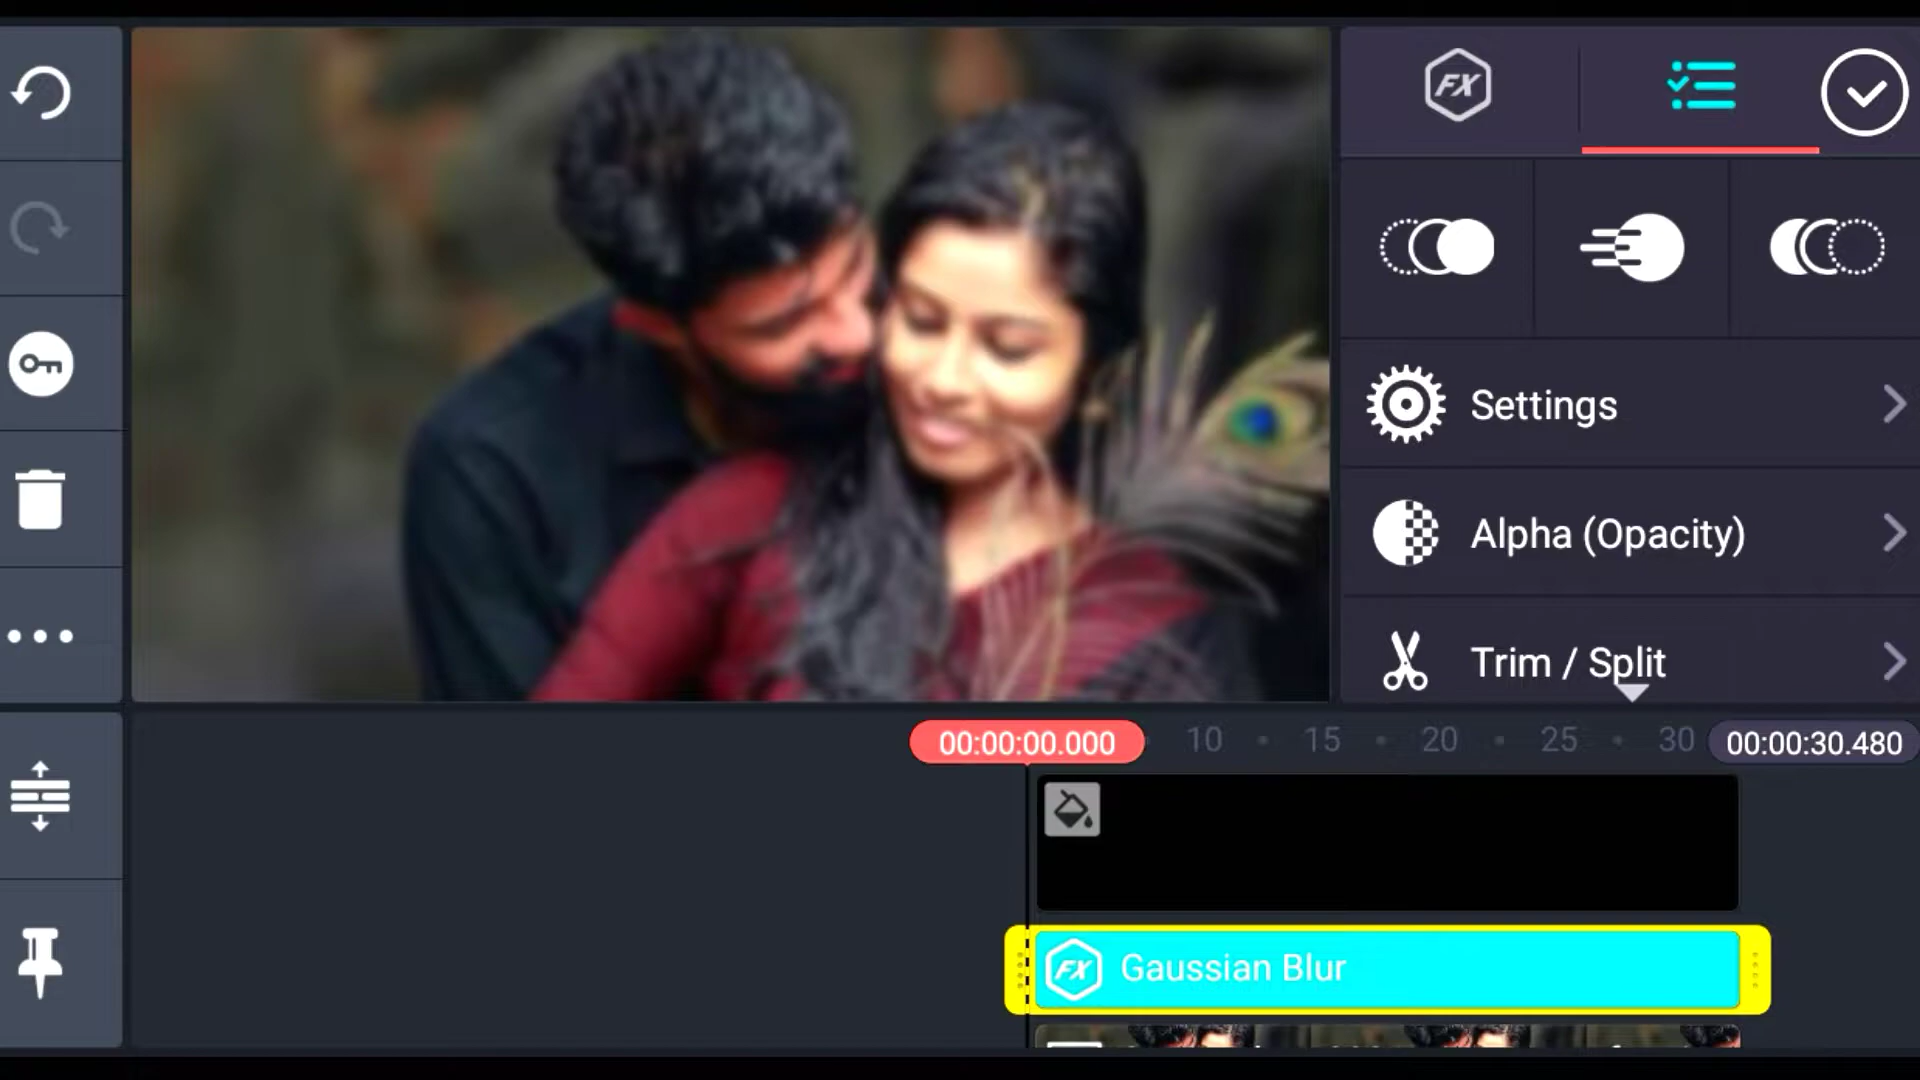 FX
Settings
Alpha (Opacity)
Trim / Split
00:00:00.000
10
15
20
25
30
00:00:30.480
FX
Gaussian Blur